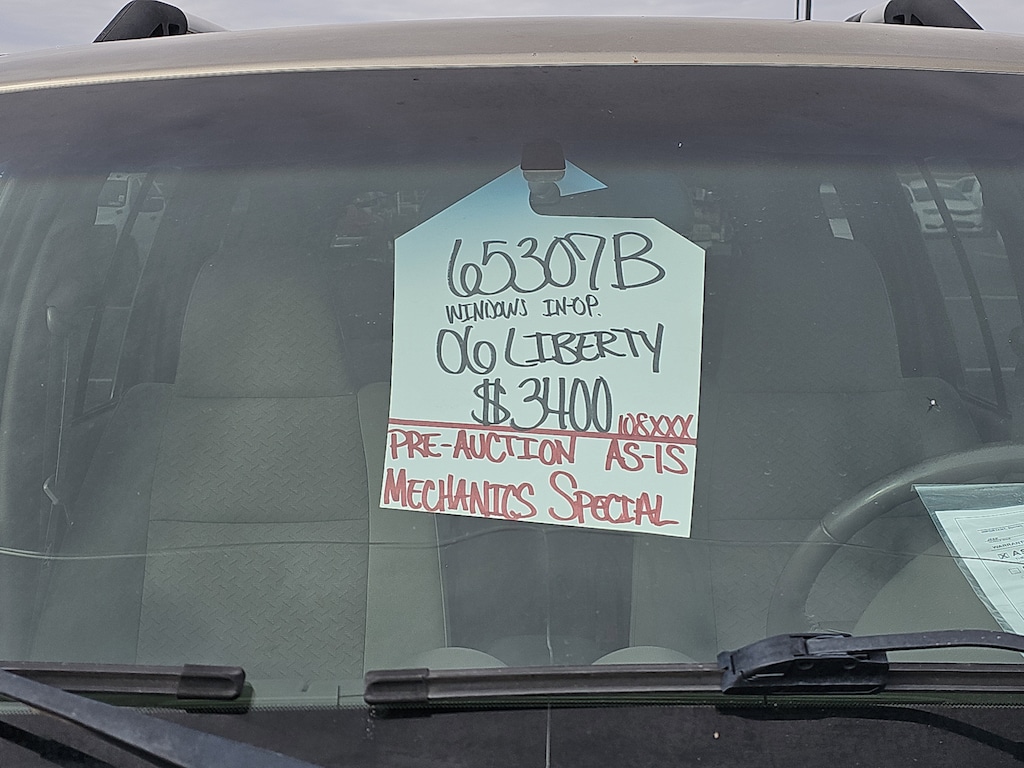 65307B
WINDOWS IN-OP.
06 LIBERTY
$3400 108XXX
PRE-AUCTION AS-IS
MECHANICS SPECIAL